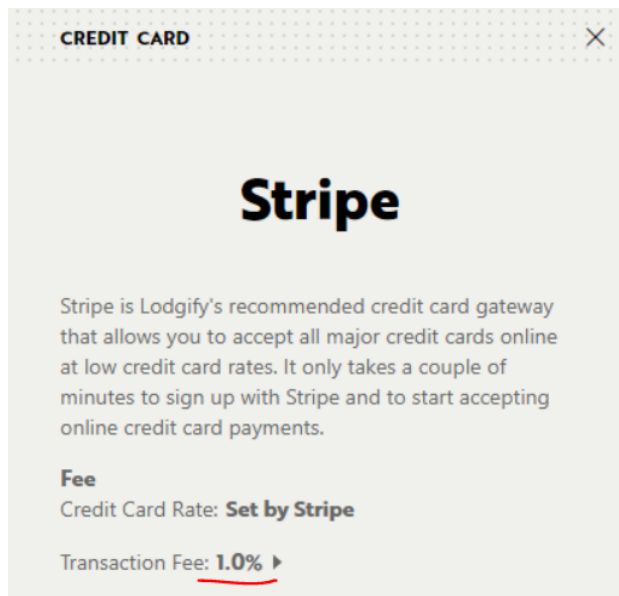 CREDIT CARD
Stripe
Stripe is Lodgify's recommended credit card gateway
that allows you to accept all major credit cards online
at low credit card rates. It only takes a couple of
minutes to sign up with Stripe and to start accepting
online credit card payments.
Fee
Credit Card Rate: Set by Stripe
Transaction Fee: 1.0%